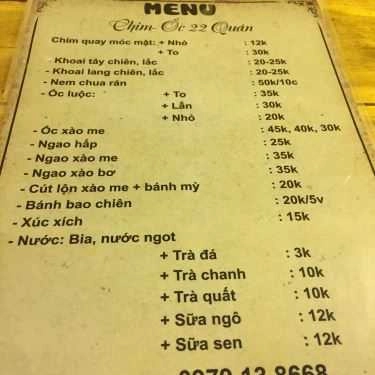 MENU
Chim - Ốc 22 Quán
Chim quay móc mật: + Nhỏ : 12k
+ To : 30k
- Khoai tây chiên, lắc : 20-25k
- Khoai lang chiên, lắc : 20-25k
- Nem chua rán : 50k/10c
- Ốc luộc: + To : 35k
+ Lẫn : 30k
+ Nhỏ : 20k
- Ốc xào me : 45k, 40k, 30k
- Ngao hấp : 25k
- Ngao xào me : 35k
- Ngao xào bơ : 35k
- Cút lộn xào me + bánh mỳ : 20k
- Bánh bao chiên : 20k/5v
- Xúc xích : 15k
- Nước: Bia, nước ngọt
+ Trà đá : 3k
+ Trà chanh : 10k
+ Trà quất : 10k
+ Sữa ngô : 12k
+ Sữa sen : 12k
0979 13 8668